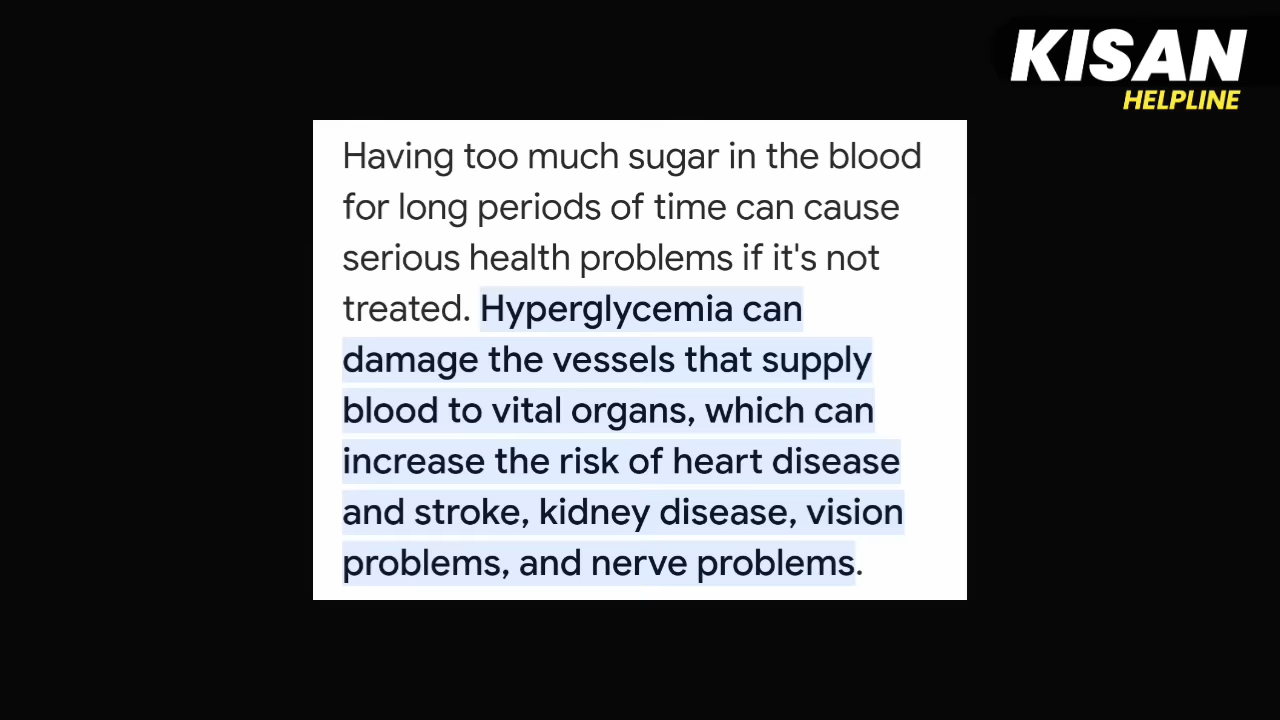 KISAN
HELPLINE
Having too much sugar in the blood
for long periods of time can cause
serious health problems if it's not
treated. Hyperglycemia can
damage the vessels that supply
blood to vital organs, which can
increase the risk of heart disease
and stroke, kidney disease, vision
problems, and nerve problems.